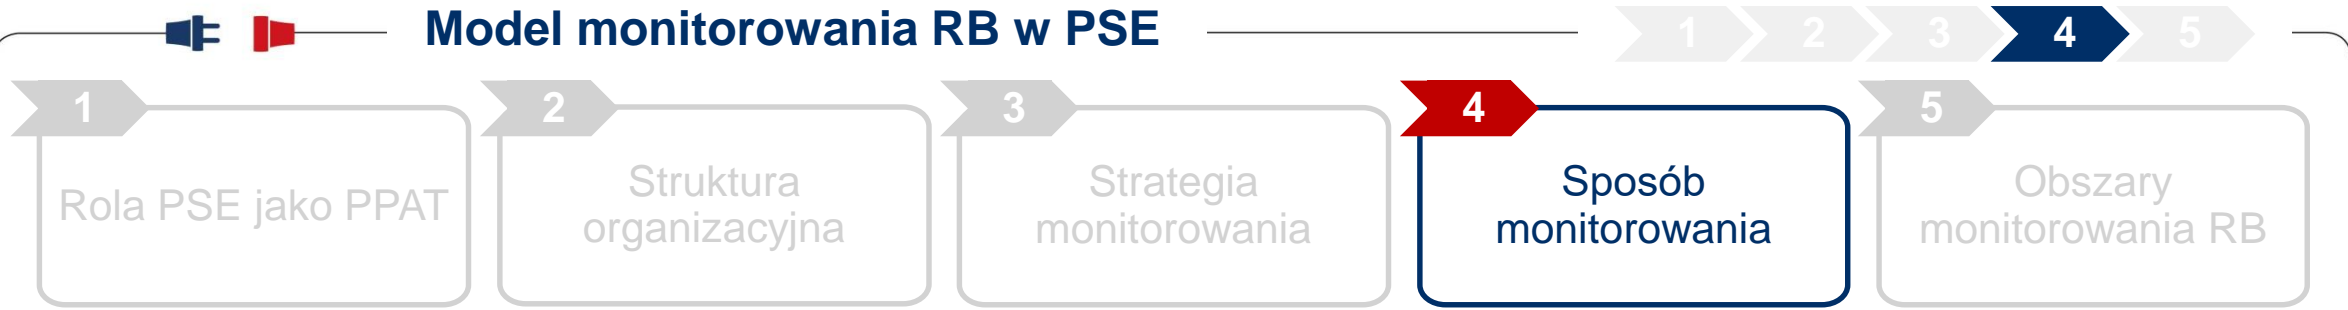 Model monitorowania RB w PSE
1 2 3 4 5
1
Rola PSE jako PPAT
2
Struktura
organizacyjna
3
Strategia
monitorowania
4
Sposób
monitorowania
5
Obszary
monitorowania RB